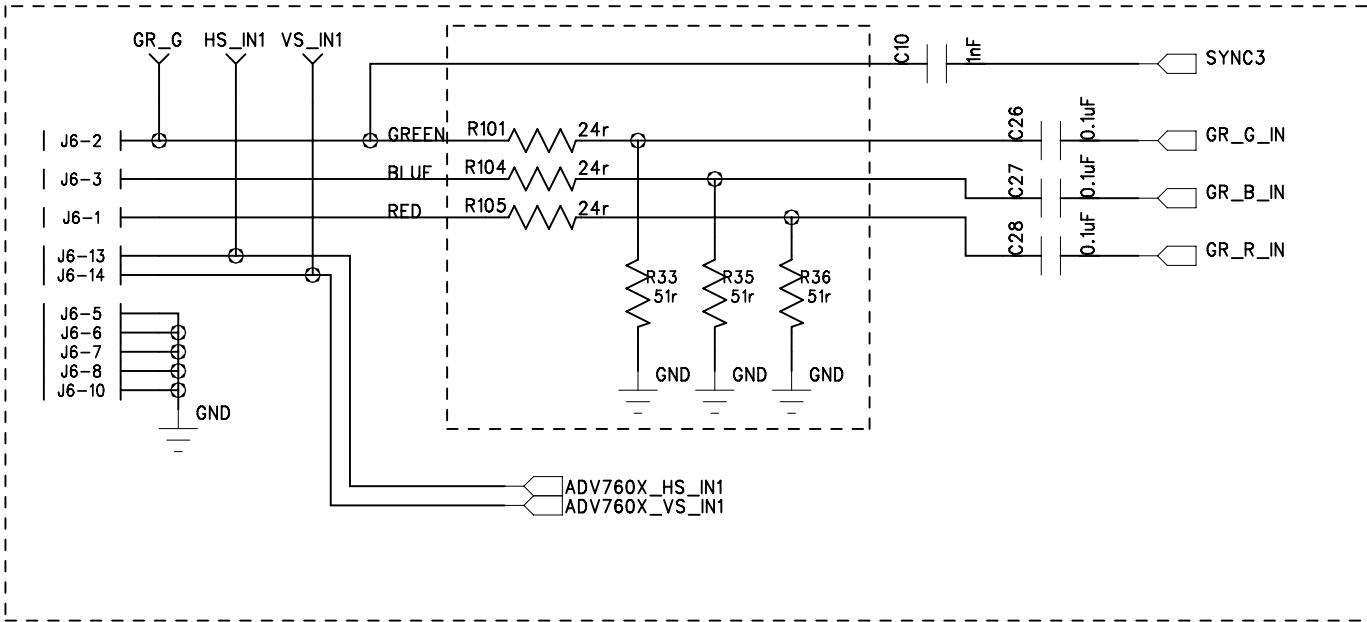 GR_G HS_IN1 VS_IN1
C10 1nF SYNC3
J6-2 GREEN R101 24r C26 0.1uF GR_G_IN
J6-3 BLUE R104 24r C27 0.1uF GR_B_IN
J6-1 RED R105 24r C28 0.1uF GR_R_IN
J6-13
J6-14
R33 R35 R36
51r 51r 51r
J6-5
J6-6
J6-7
J6-8
J6-10
GND GND GND
GND
ADV760X_HS_IN1
ADV760X_VS_IN1